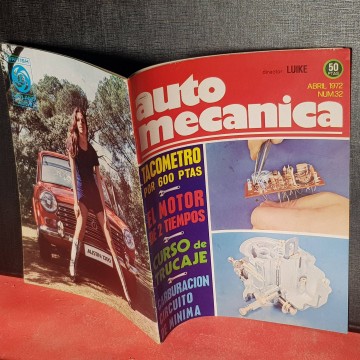 director: LUIKE
50
PTAS
auto
mecanica
ABRIL 1972
NUM.32
TACOMETRO
POR 600 PTAS
EL MOTOR
DE 2 TIEMPOS
CURSO de
TRUCAJE
CARBURACION
CIRCUITO
DE MINIMA
AUSTIN 1300